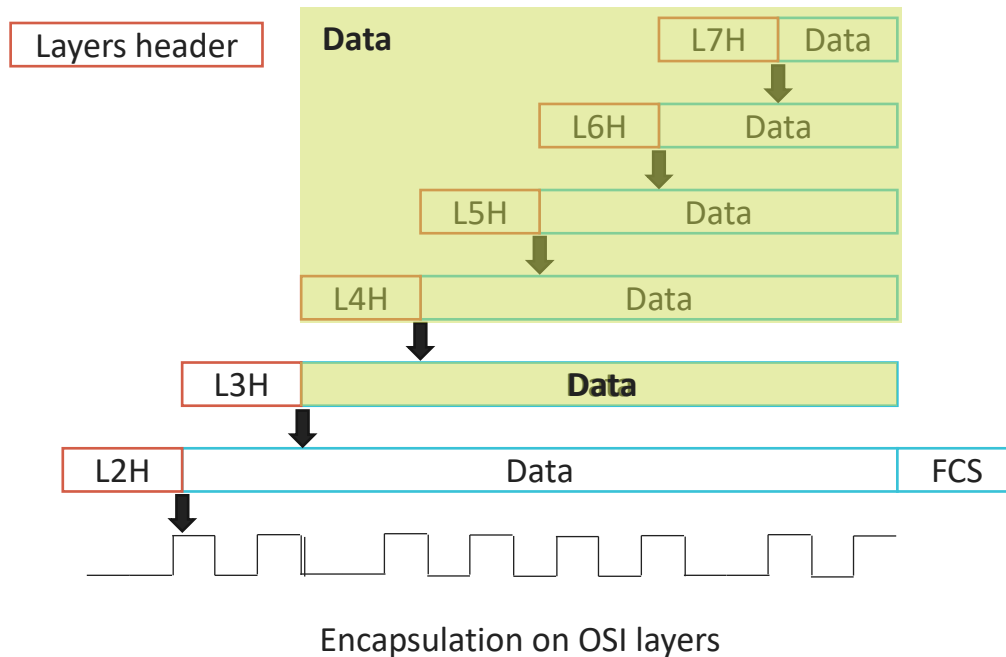 Layers header
Data
L7H Data
L6H Data
L5H Data
L4H Data
L3H Data
L2H Data FCS
Encapsulation on OSI layers